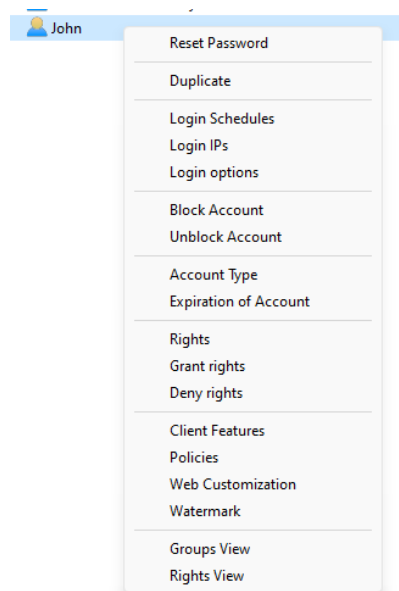 John
Reset Password
Duplicate
Login Schedules
Login IPs
Login options
Block Account
Unblock Account
Account Type
Expiration of Account
Rights
Grant rights
Deny rights
Client Features
Policies
Web Customization
Watermark
Groups View
Rights View